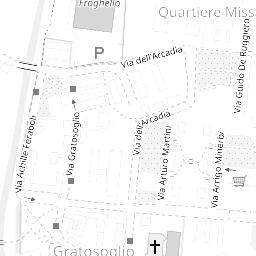 Froghello
Quartiere Miss
P
Via dell'Arcadia
Via Guido De Ruggiero
Via dell'Arcadia
Via Achille Feraboli
Via Gratosoglio
Via Arturo Martini
Via Arrigo Minerbi
Gratosoglio